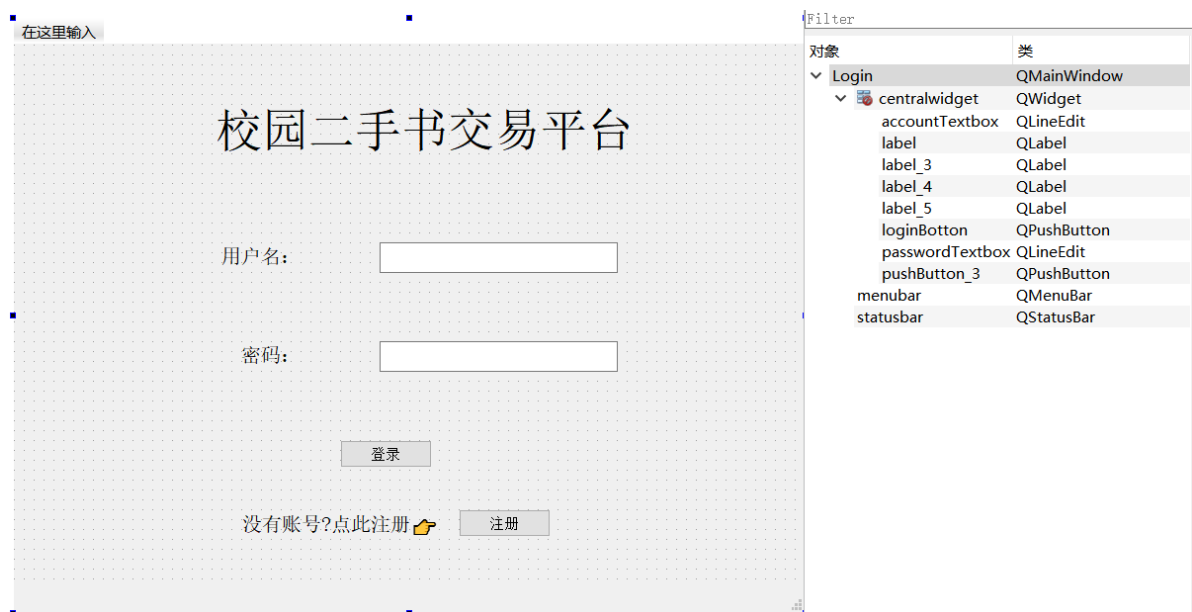 在这里输入
校园二手书交易平台
用户名：
密码：
登录
没有账号?点此注册👉
注册
Filter
对象 类
Login QMainWindow
centralwidget QWidget
accountTextbox QLineEdit
label QLabel
label_3 QLabel
label_4 QLabel
label_5 QLabel
loginBotton QPushButton
passwordTextbox QLineEdit
pushButton_3 QPushButton
menubar QMenuBar
statusbar QStatusBar